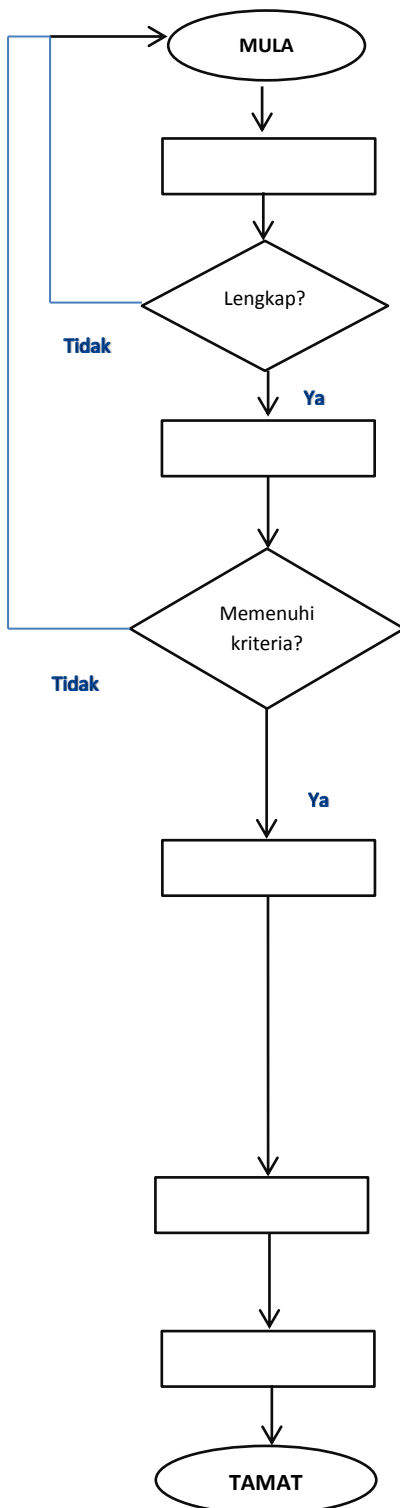 MULA
Lengkap?
Tidak
Ya
Memenuhi
kriteria?
Tidak
Ya
TAMAT